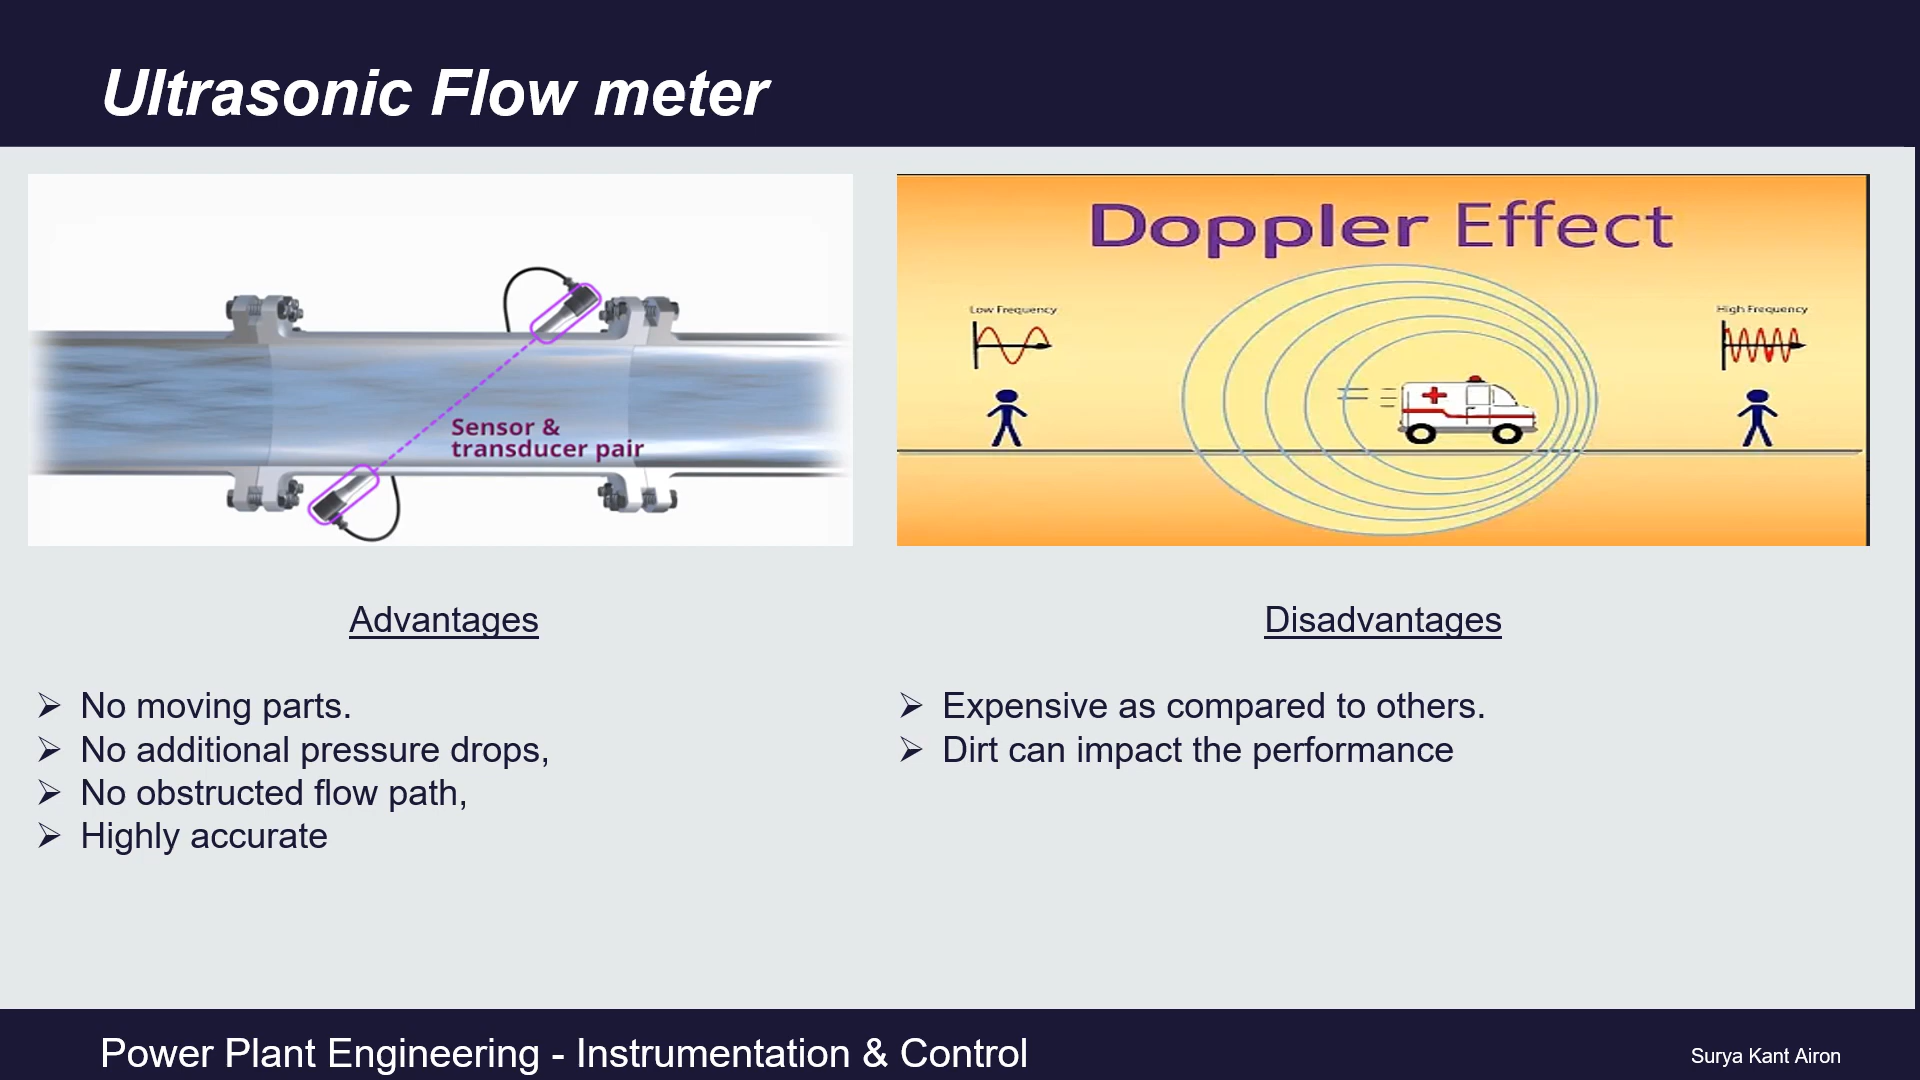 Ultrasonic Flow meter
Sensor &
transducer pair
Doppler Effect
Low Frequency
High Frequency
Advantages
➢ No moving parts.
➢ No additional pressure drops,
➢ No obstructed flow path,
➢ Highly accurate
Disadvantages
➢ Expensive as compared to others.
➢ Dirt can impact the performance
Power Plant Engineering - Instrumentation & Control
Surya Kant Airon